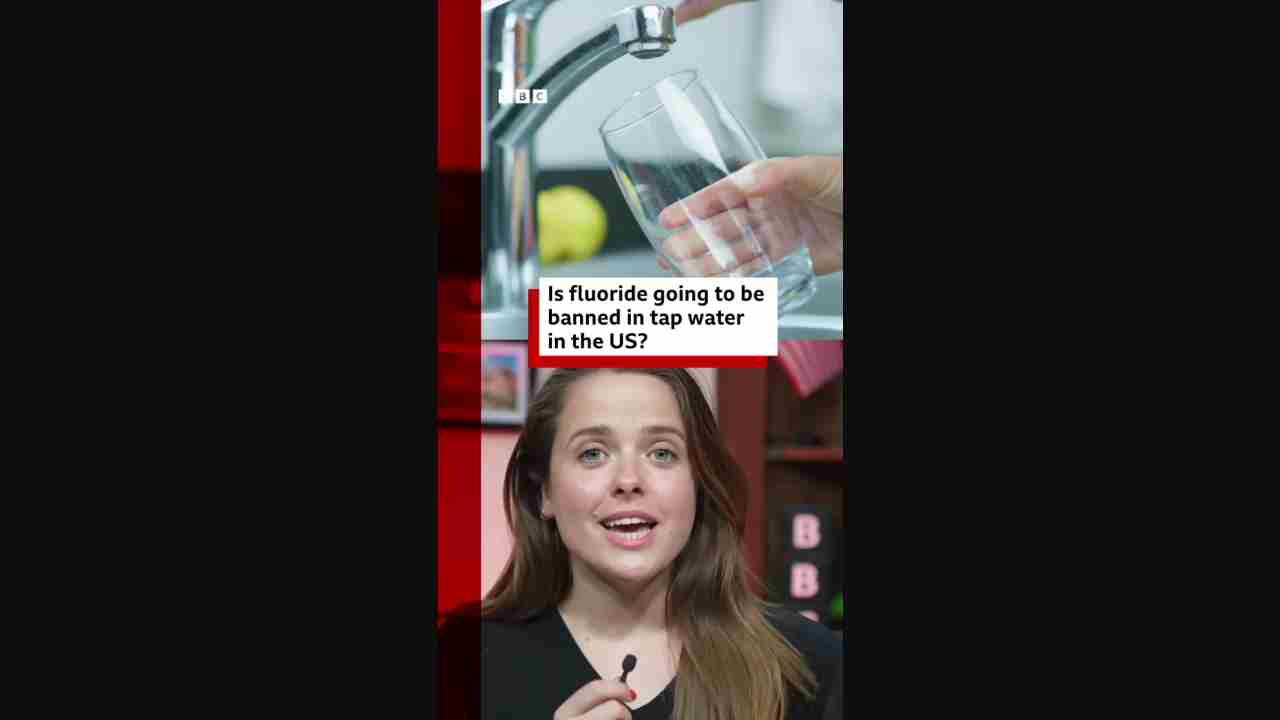 BBC
Is fluoride going to be
banned in tap water
in the US?
B
B